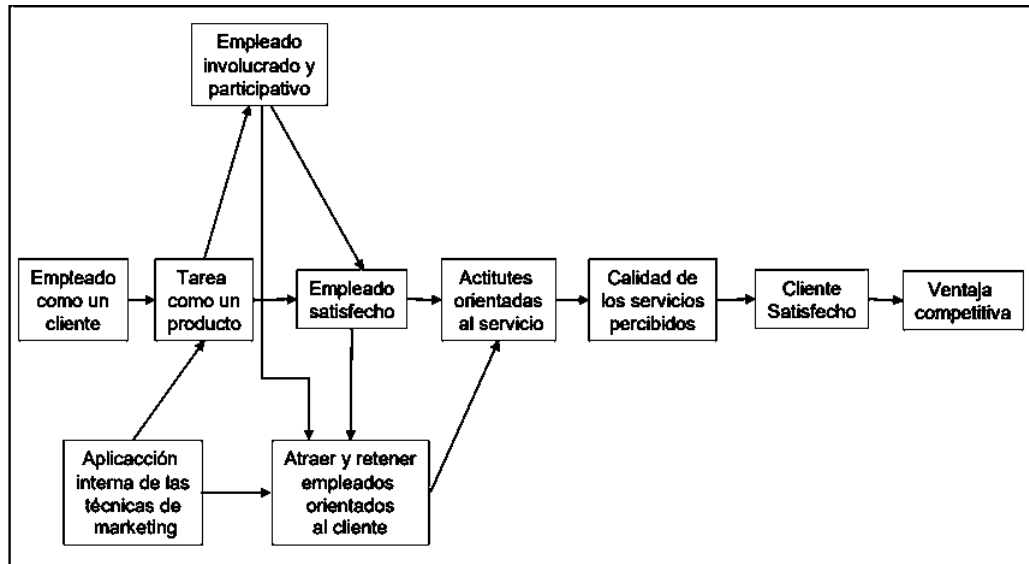 Empleado
involucrado y
participativo
Empleado
como un
cliente
Tarea
como un
producto
Empleado
satisfecho
Actitutes
orientadas
al servicio
Calidad de
los servicios
percibidos
Cliente
Satisfecho
Ventaja
competitiva
Aplicacción
interna de las
técnicas de
marketing
Atraer y retener
empleados
orientados
al cliente